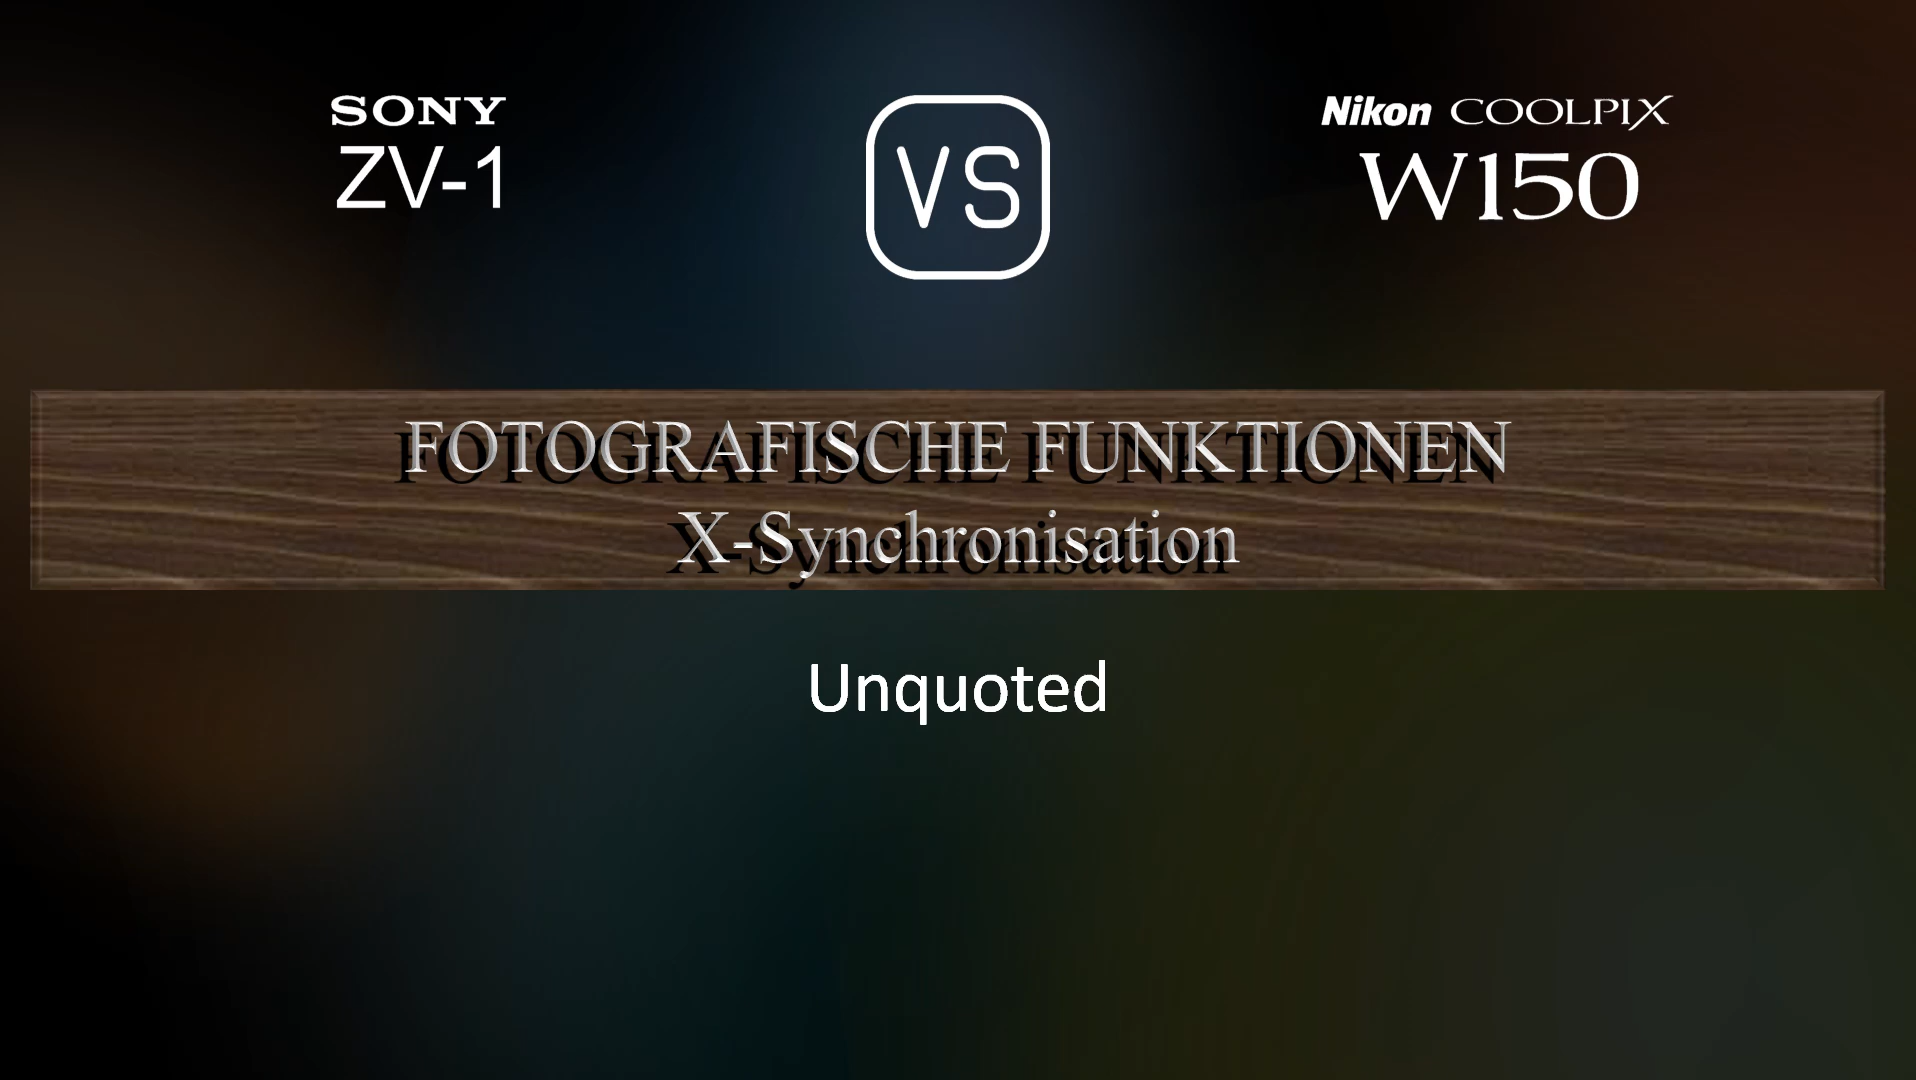 SONY
ZV-1
VS
Nikon COOLPIX
W150
FOTOGRAFISCHE FUNKTIONEN
X-Synchronisation
Unquoted